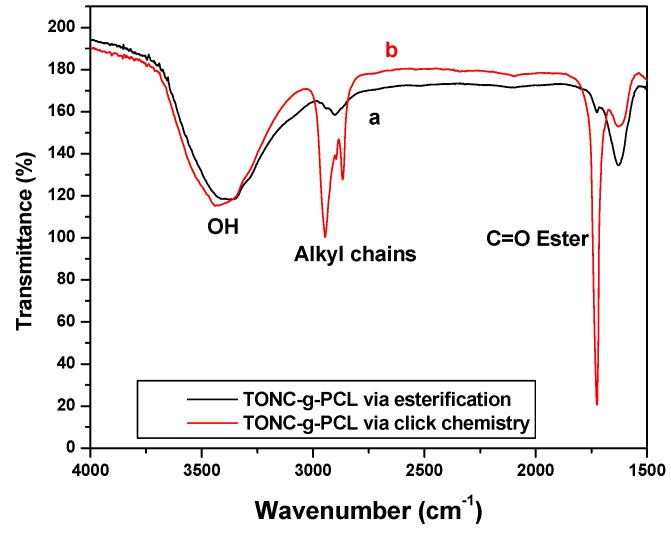 200
180
160
140
120
100
80
60
40
20
0
Transmittance (%)
b
a
OH
Alkyl chains
C=O Ester
TONC-g-PCL via esterification
TONC-g-PCL via click chemistry
4000 3500 3000 2500 2000 1500
Wavenumber (cm⁻¹)